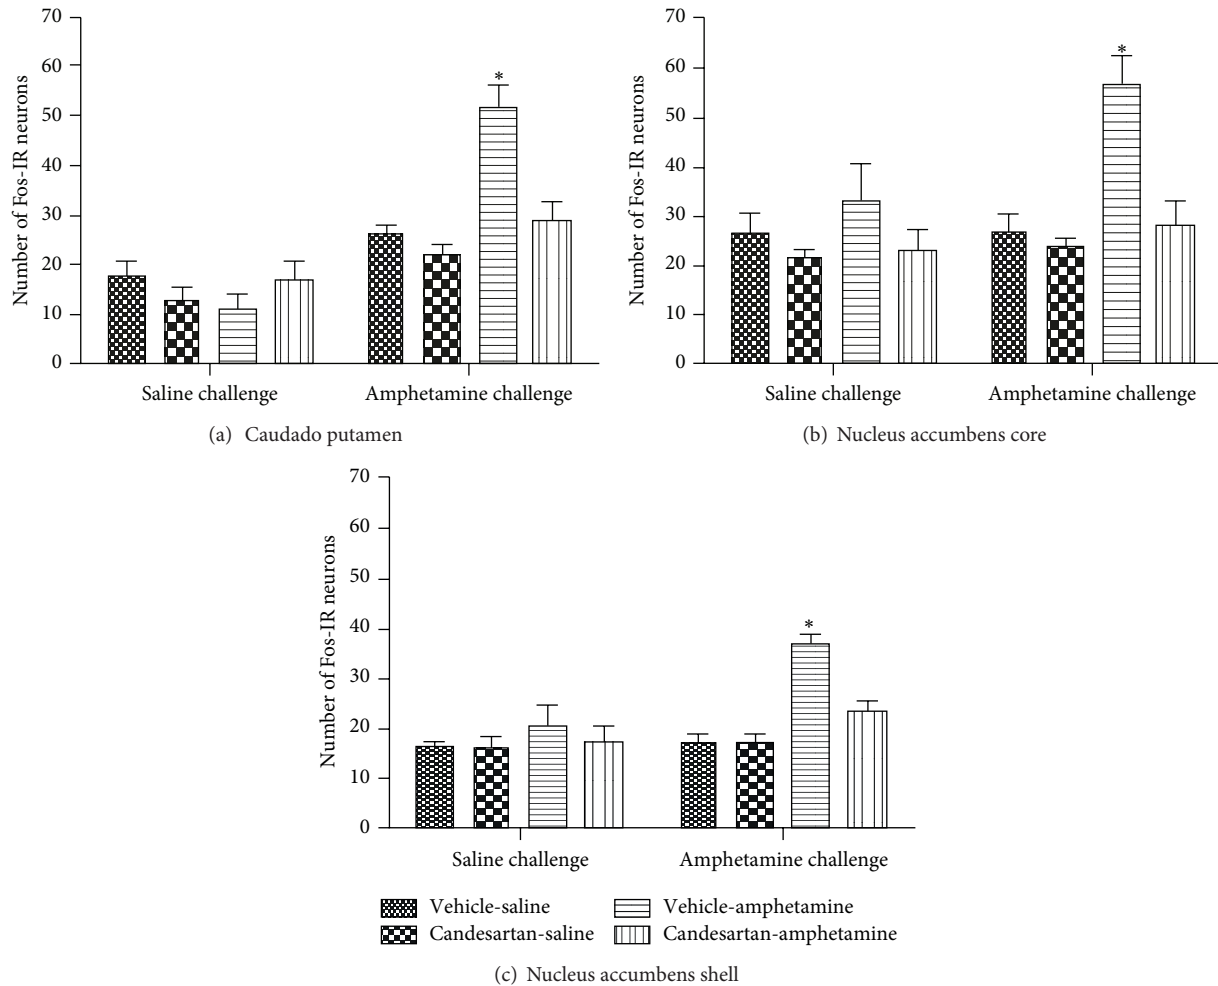 70
60
50
40
30
20
10
0
Number of Fos-IR neurons
*
Saline challenge
Amphetamine challenge
(a) Caudado putamen
70
60
50
40
30
20
10
0
Number of Fos-IR neurons
*
Saline challenge
Amphetamine challenge
(b) Nucleus accumbens core
70
60
50
40
30
20
10
0
Number of Fos-IR neurons
*
Saline challenge
Amphetamine challenge
Vehicle-saline
Candesartan-saline
Vehicle-amphetamine
Candesartan-amphetamine
(c) Nucleus accumbens shell